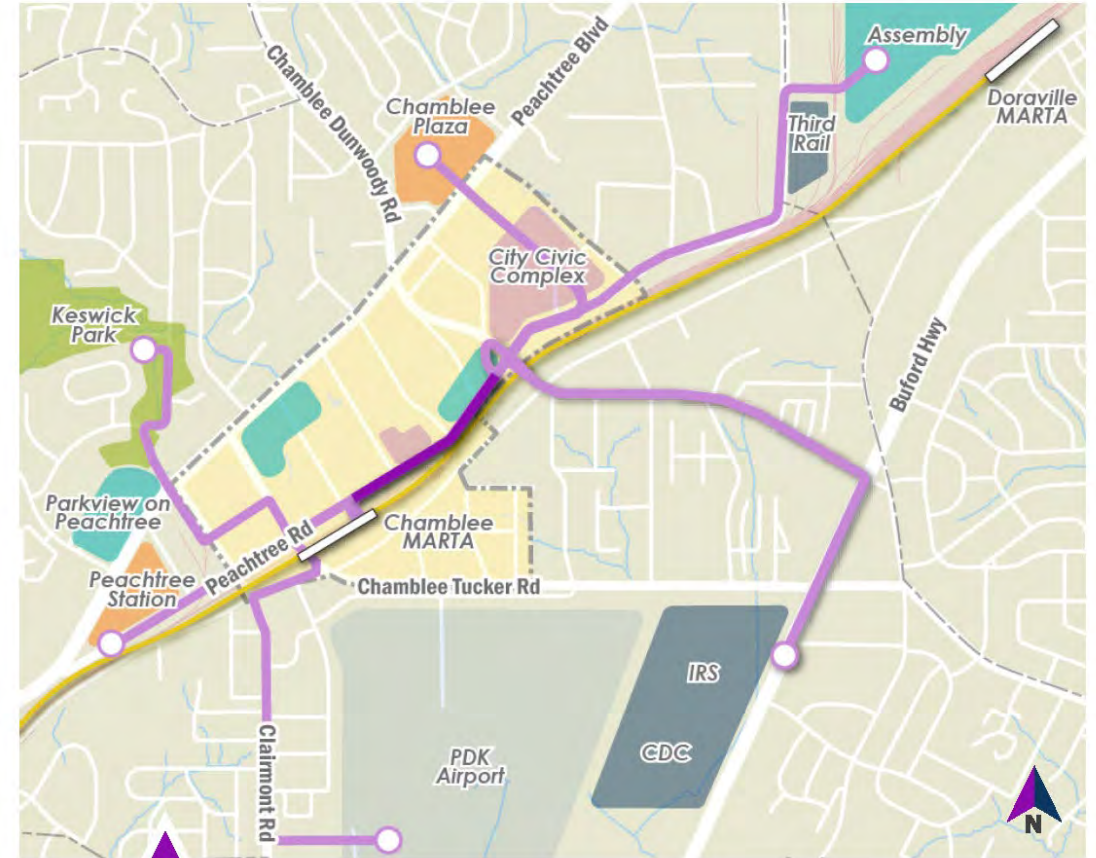 Assembly
Peachtree Blvd
Chamblee Dunwoody Rd
Chamblee
Plaza
Doraville
MARTA
Third
Rail
City Civic
Complex
Keswick
Park
Buford Hwy
Parkview on
Peachtree
Chamblee
MARTA
Peachtree Rd
Peachtree
Station
Chamblee Tucker Rd
IRS
CDC
PDK
Airport
Clairmont Rd
N